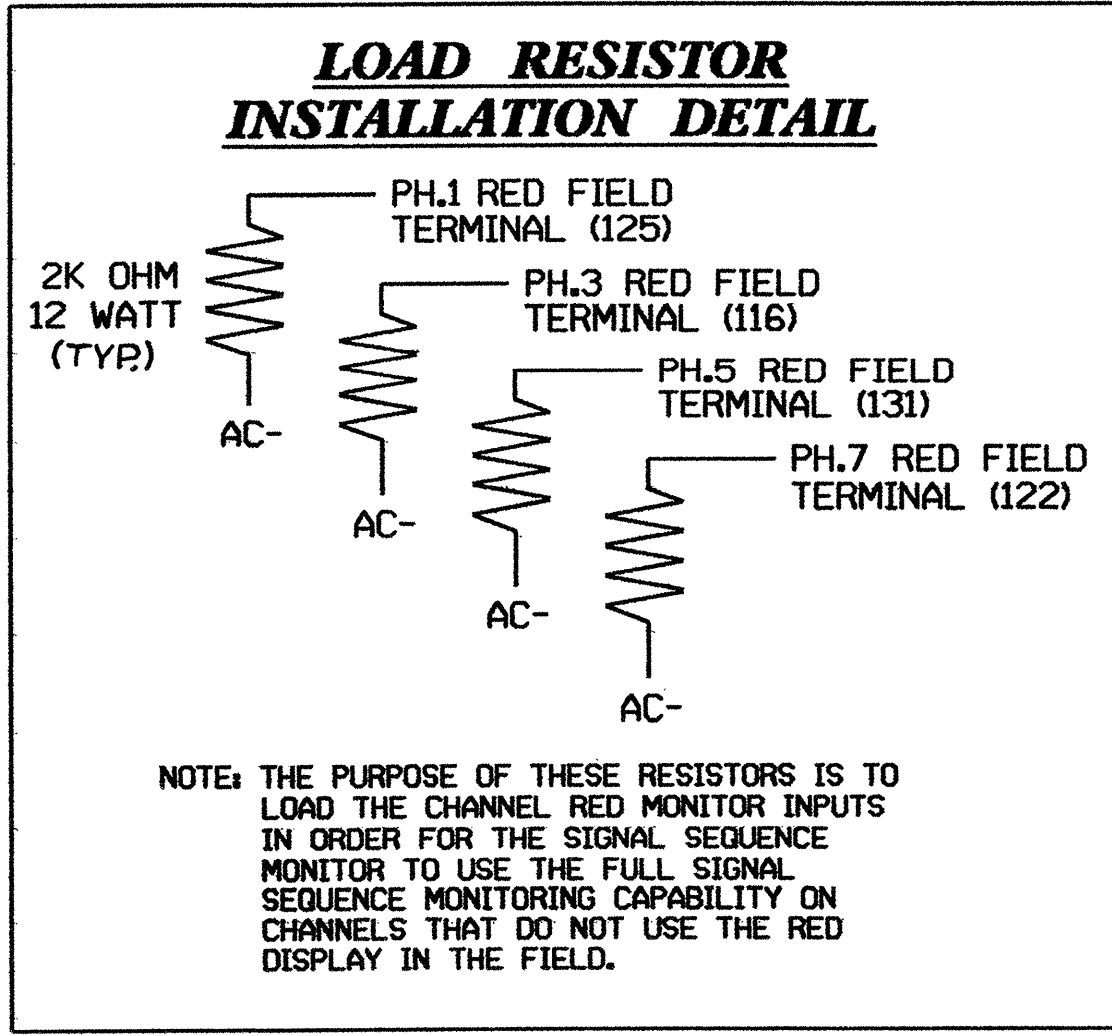 LOAD RESISTOR
INSTALLATION DETAIL
PH.1 RED FIELD
TERMINAL (125)
2K OHM
12 WATT
(TYP.)
AC-
PH.3 RED FIELD
TERMINAL (116)
AC-
PH.5 RED FIELD
TERMINAL (131)
AC-
PH.7 RED FIELD
TERMINAL (122)
AC-
NOTE: THE PURPOSE OF THESE RESISTORS IS TO
LOAD THE CHANNEL RED MONITOR INPUTS
IN ORDER FOR THE SIGNAL SEQUENCE
MONITOR TO USE THE FULL SIGNAL
SEQUENCE MONITORING CAPABILITY ON
CHANNELS THAT DO NOT USE THE RED
DISPLAY IN THE FIELD.